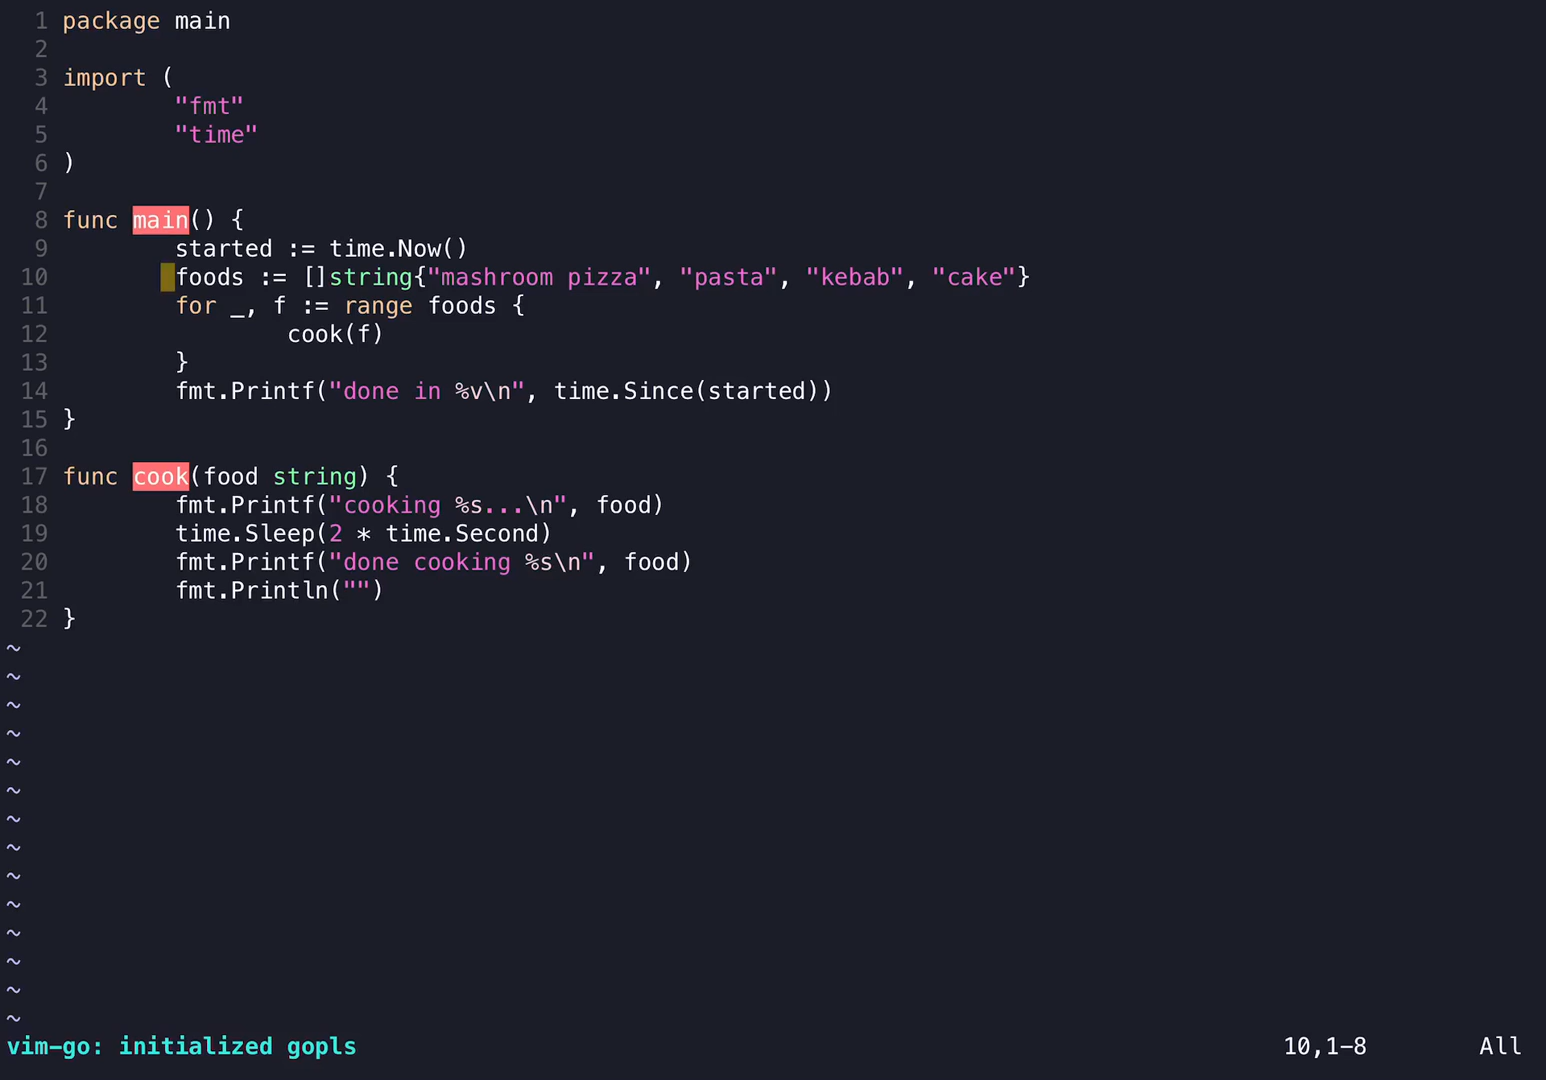 1 package main
2
3 import (
4         "fmt"
5         "time"
6 )
7
8 func main() {
9         started := time.Now()
10         foods := []string{"mashroom pizza", "pasta", "kebab", "cake"}
11         for _, f := range foods {
12                 cook(f)
13         }
14         fmt.Printf("done in %v\n", time.Since(started))
15 }
16
17 func cook(food string) {
18         fmt.Printf("cooking %s...\n", food)
19         time.Sleep(2 * time.Second)
20         fmt.Printf("done cooking %s\n", food)
21         fmt.Println("")
22 }
~
~
~
~
~
~
~
~
~
~
~
~
~
~
vim-go: initialized gopls 10,1-8 All